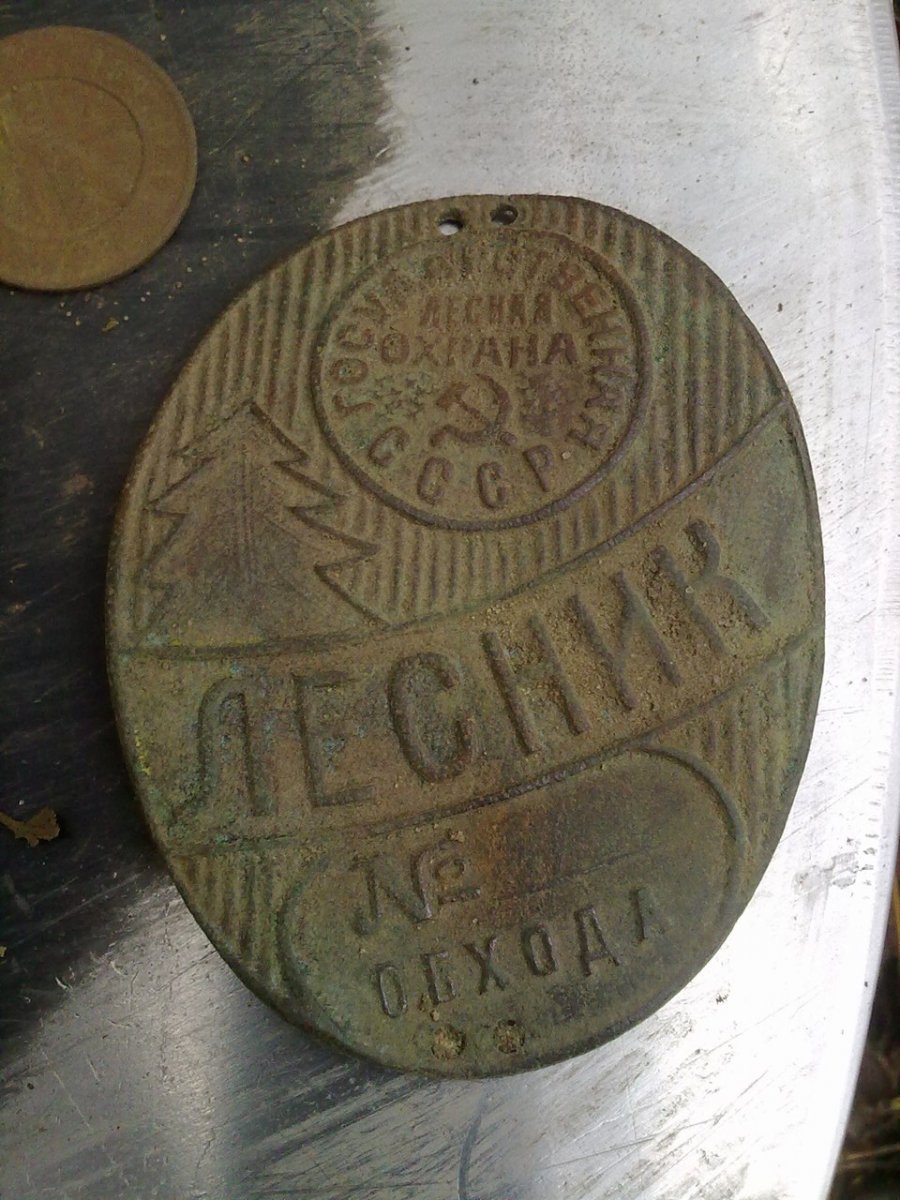 ГОСУДАРСТВЕННАЯ
ЛЕСНАЯ
ОХРАНА
СССР
ЛЕСНИК
№
ОБХОДА